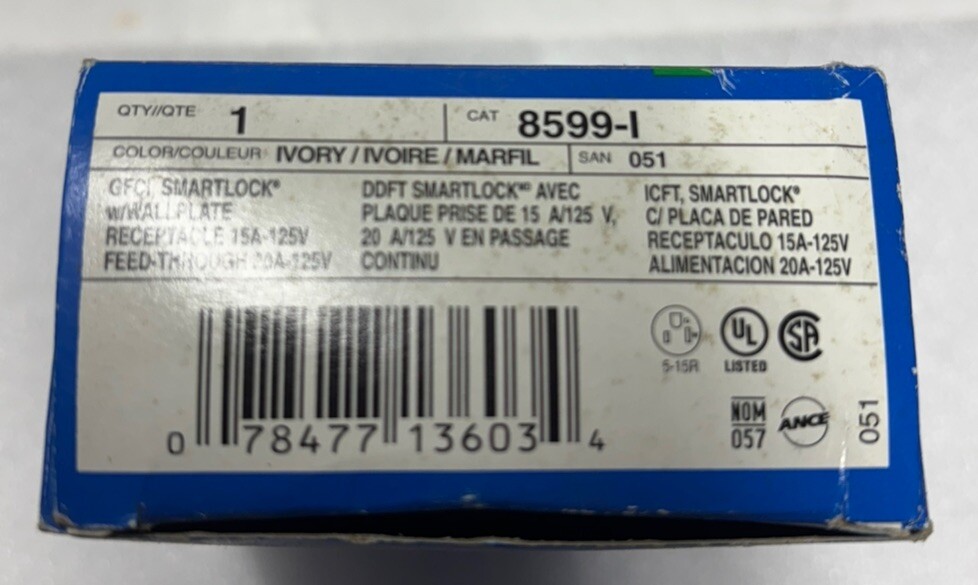 QTY//QTE 1 CAT 8599-I
COLOR/COULEUR IVORY / IVOIRE / MARFIL SAN 051
GFCI, SMARTLOCK®
w/WALLPLATE
RECEPTACLE 15A-125V
FEED-THROUGH 20A-125V
DDFT SMARTLOCK AVEC
PLAQUE PRISE DE 15 A/125 V,
20 A/125 V EN PASSAGE
CONTINU
ICFT, SMARTLOCK®
C/ PLACA DE PARED
RECEPTACULO 15A-125V
ALIMENTACION 20A-125V
5-15R
UL
LISTED
SA
NOM
057
ANCE
051
0 78477 13603 4